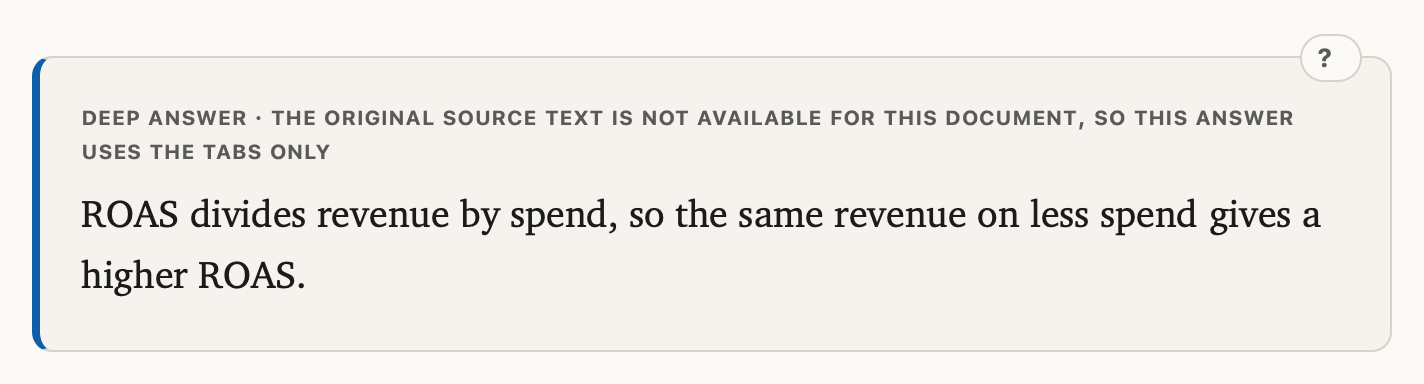 ?
DEEP ANSWER · THE ORIGINAL SOURCE TEXT IS NOT AVAILABLE FOR THIS DOCUMENT, SO THIS ANSWER
USES THE TABS ONLY
ROAS divides revenue by spend, so the same revenue on less spend gives a
higher ROAS.